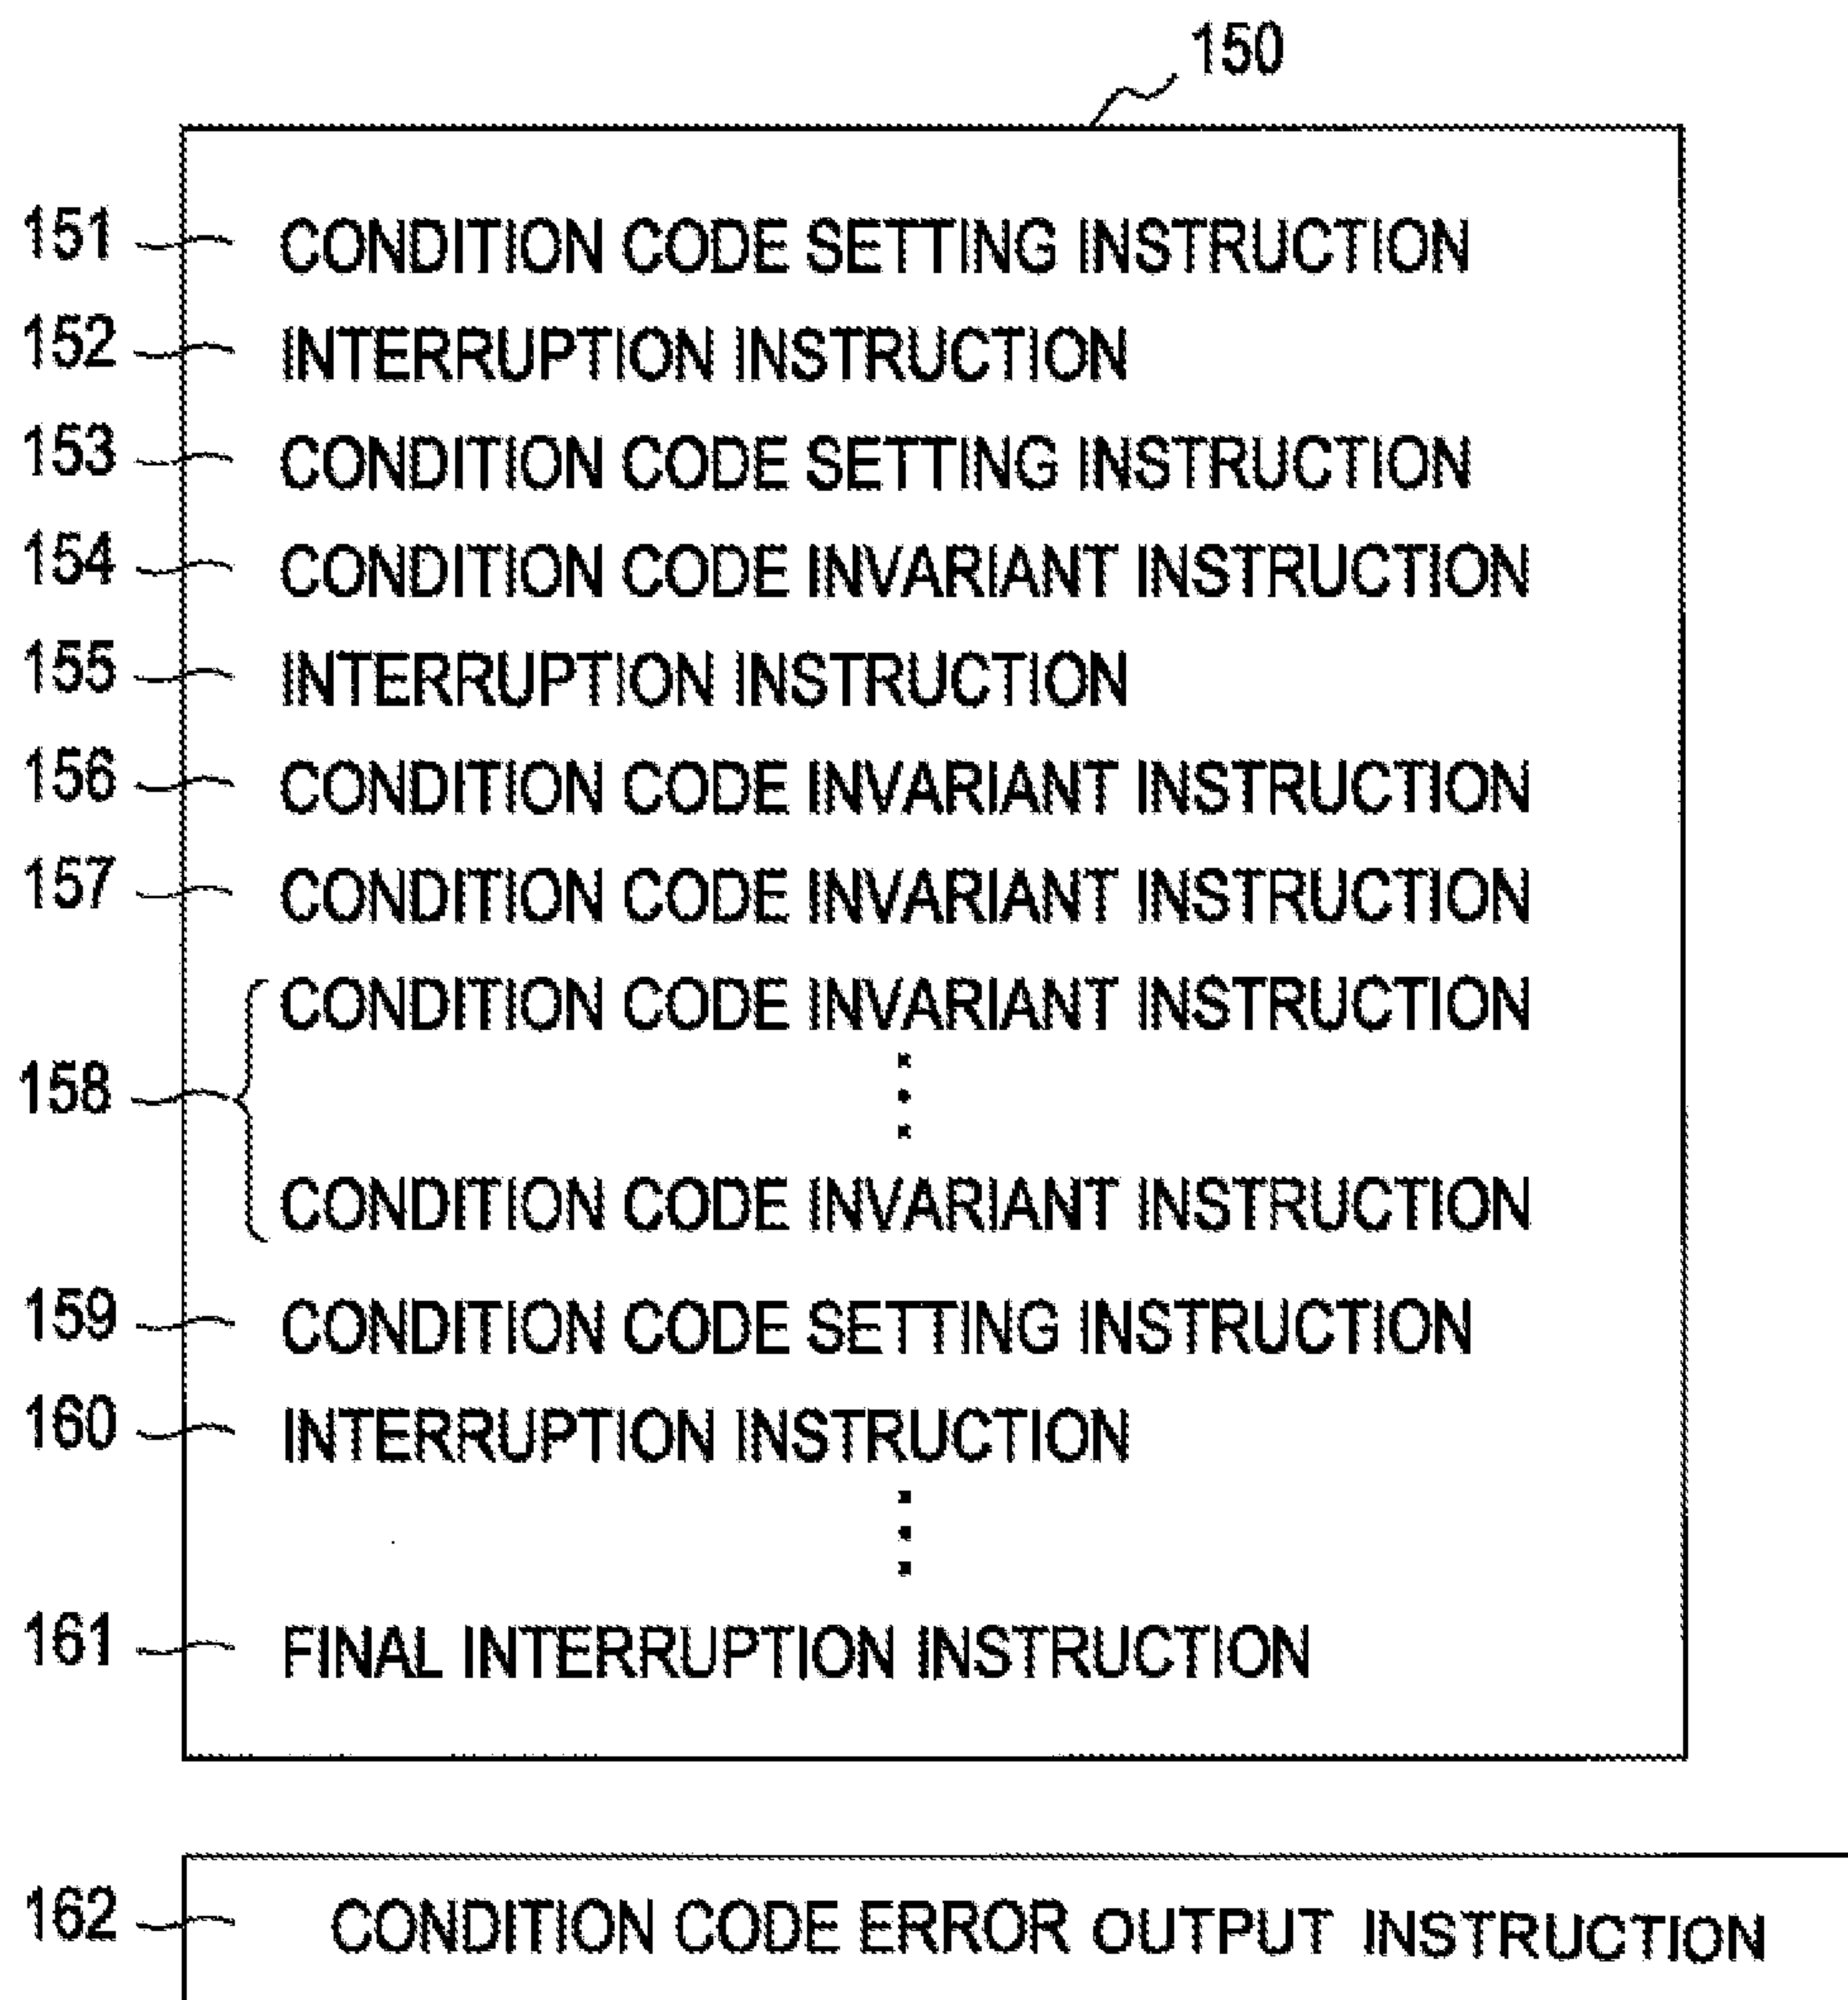 150
151 CONDITION CODE SETTING INSTRUCTION
152 INTERRUPTION INSTRUCTION
153 CONDITION CODE SETTING INSTRUCTION
154 CONDITION CODE INVARIANT INSTRUCTION
155 INTERRUPTION INSTRUCTION
156 CONDITION CODE INVARIANT INSTRUCTION
157 CONDITION CODE INVARIANT INSTRUCTION
CONDITION CODE INVARIANT INSTRUCTION
158
CONDITION CODE INVARIANT INSTRUCTION
159 CONDITION CODE SETTING INSTRUCTION
160 INTERRUPTION INSTRUCTION
161 FINAL INTERRUPTION INSTRUCTION
162 CONDITION CODE ERROR OUTPUT INSTRUCTION